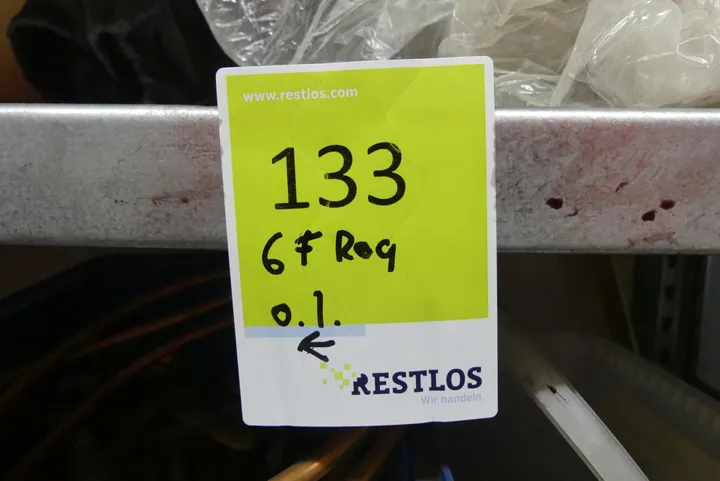 www.restlos.com
133
6 F Reg
o.l.
RESTLOS
Wir handeln